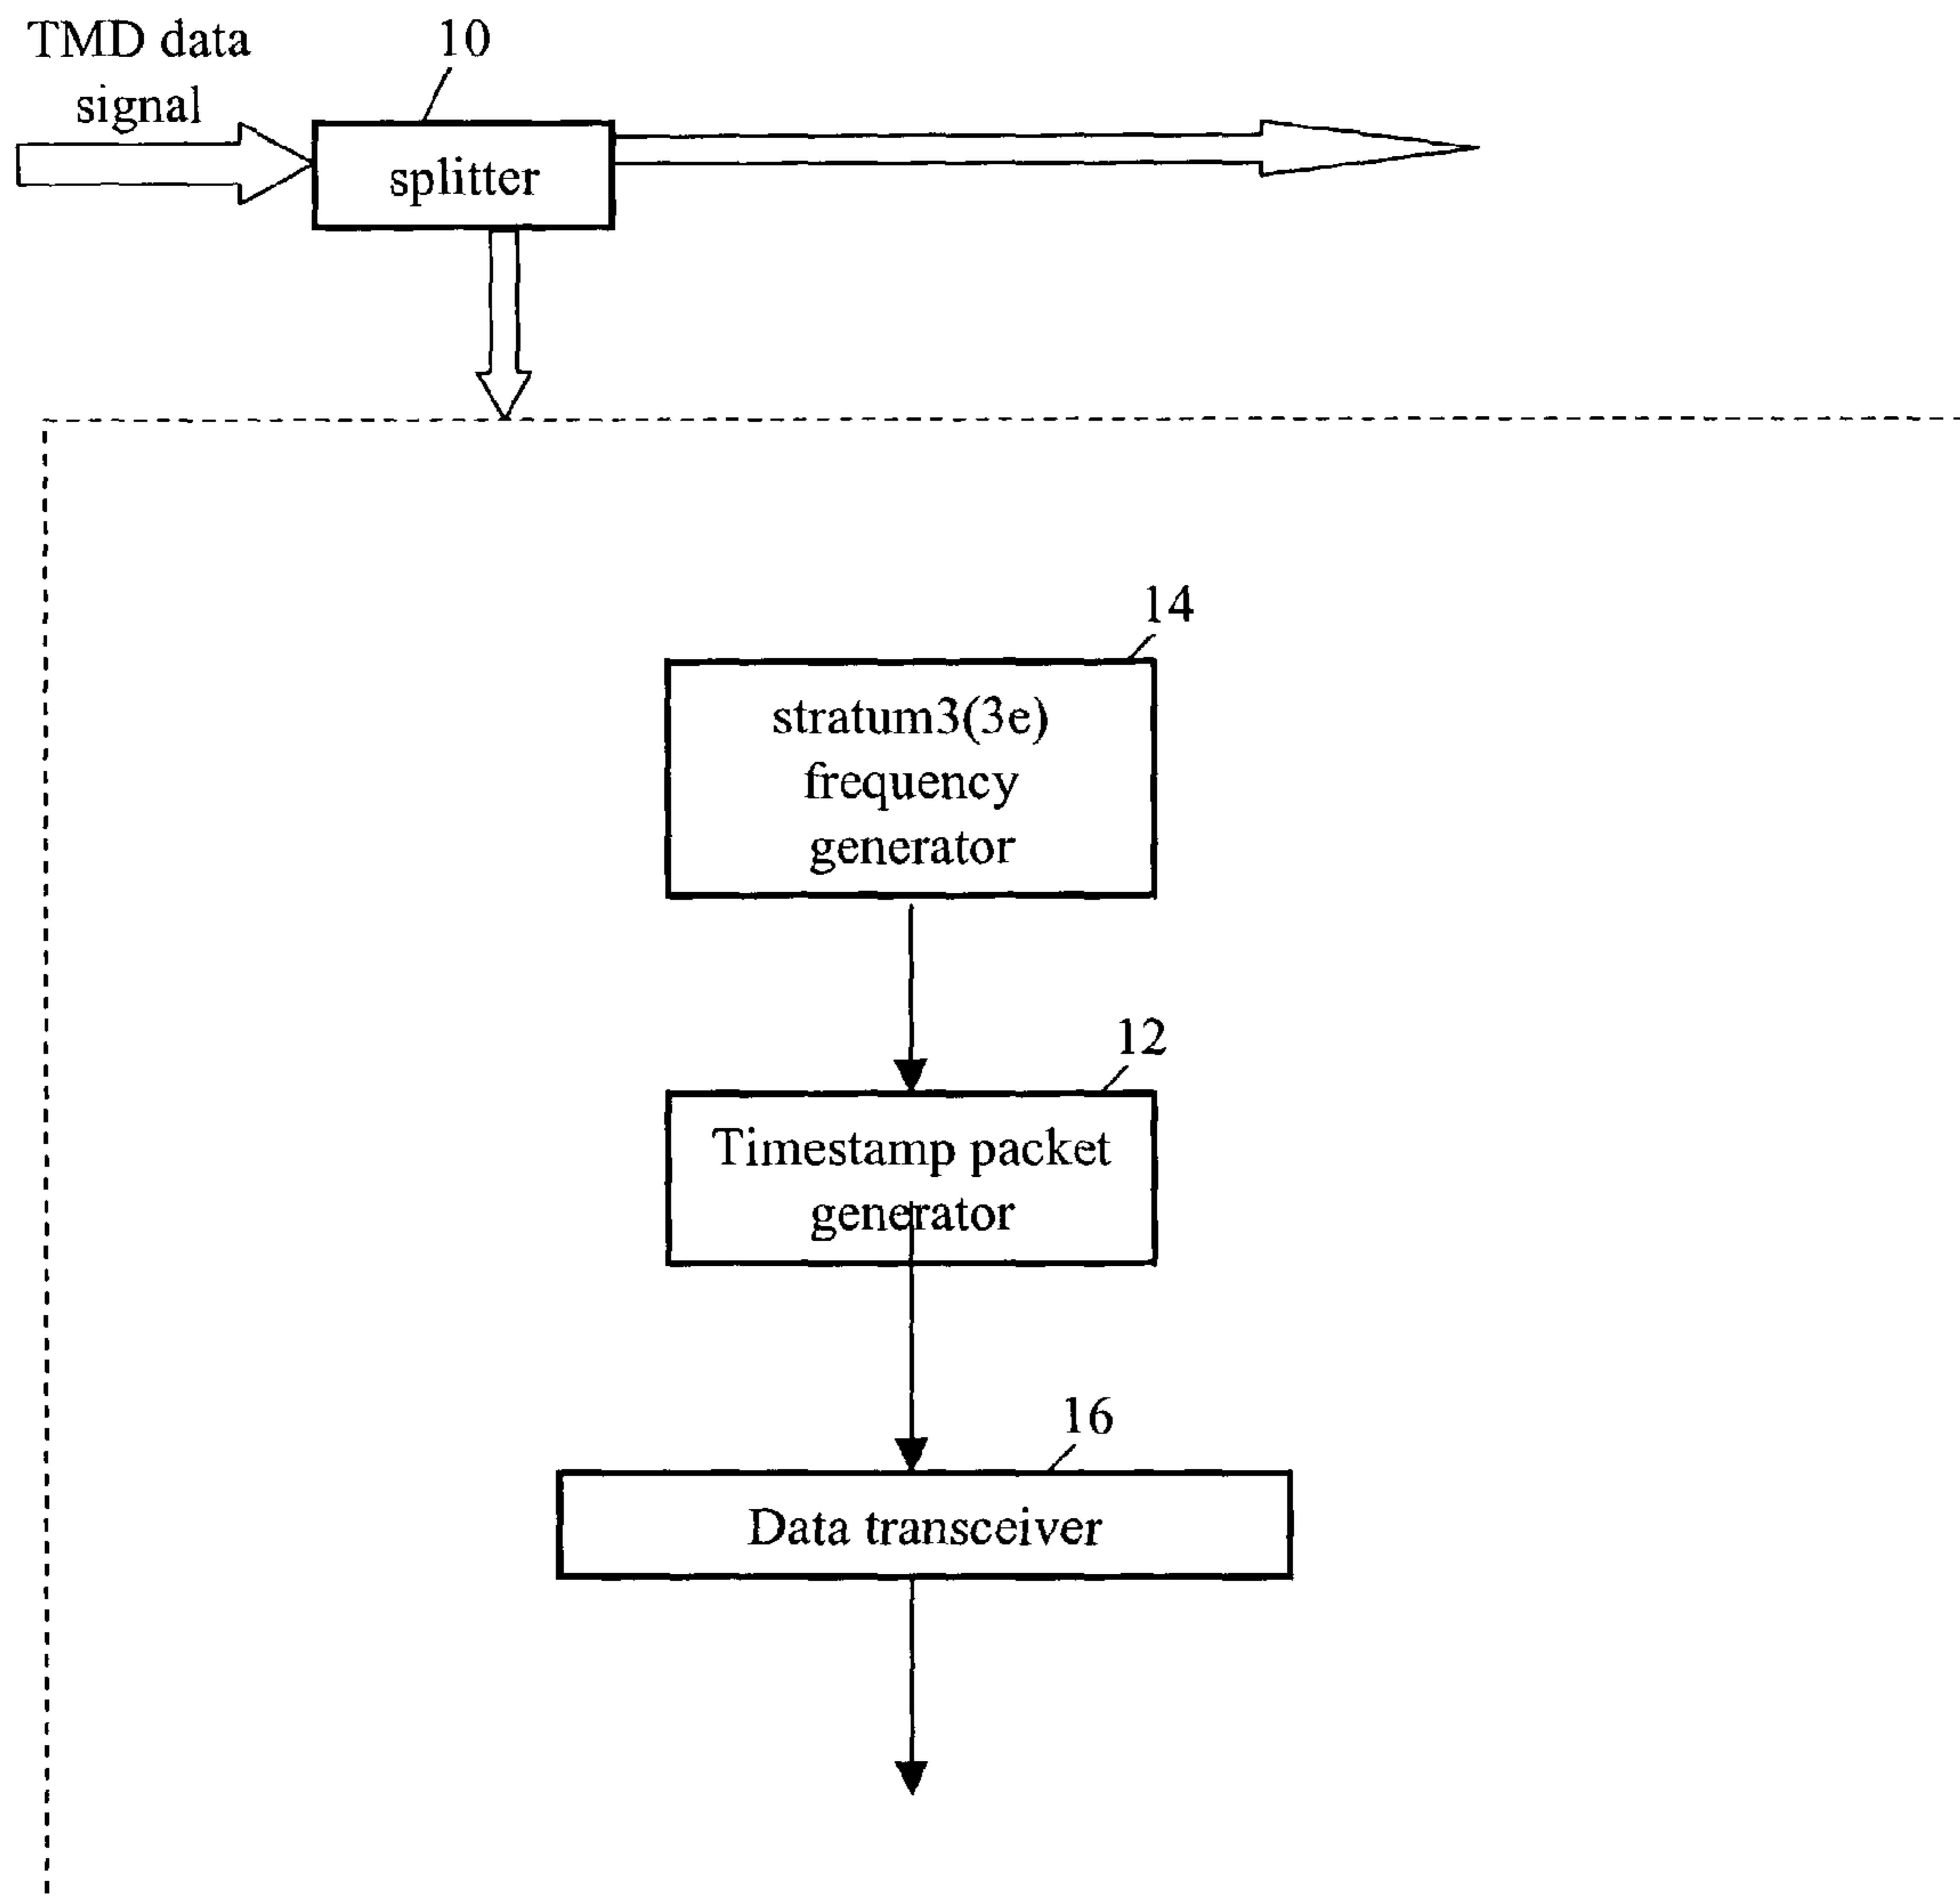 TMD data
signal
10
splitter
14
stratum3(3e)
frequency
generator
12
Timestamp packet
generator
16
Data transceiver